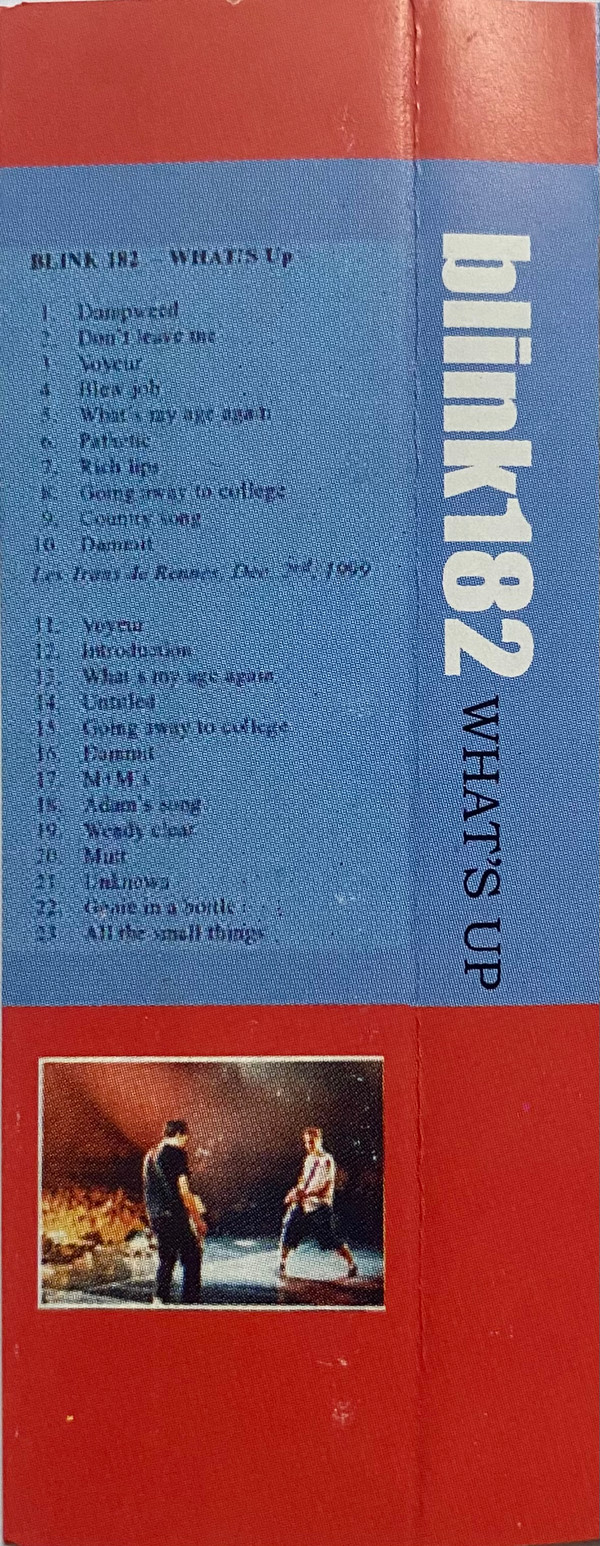 BLINK 182 – WHAT'S Up
1. Dumpweed
2. Don't leave me
3. Voyeur
4. Blew job
5. What's my age again
6. Pathetic
7. Rich lips
8. Going away to college
9. Country song
10. Dammit
Les Trans de Rennes, Dec. 2nd, 1999
11. Voyeur
12. Introduction
13. What's my age again
14. Untitled
15. Going away to college
16. Dammit
17. M+M's
18. Adam's song
19. Wendy clear
20. Mutt
21. Unknown
22. Genie in a bottle
23. All the small things
blink182 WHAT'S UP